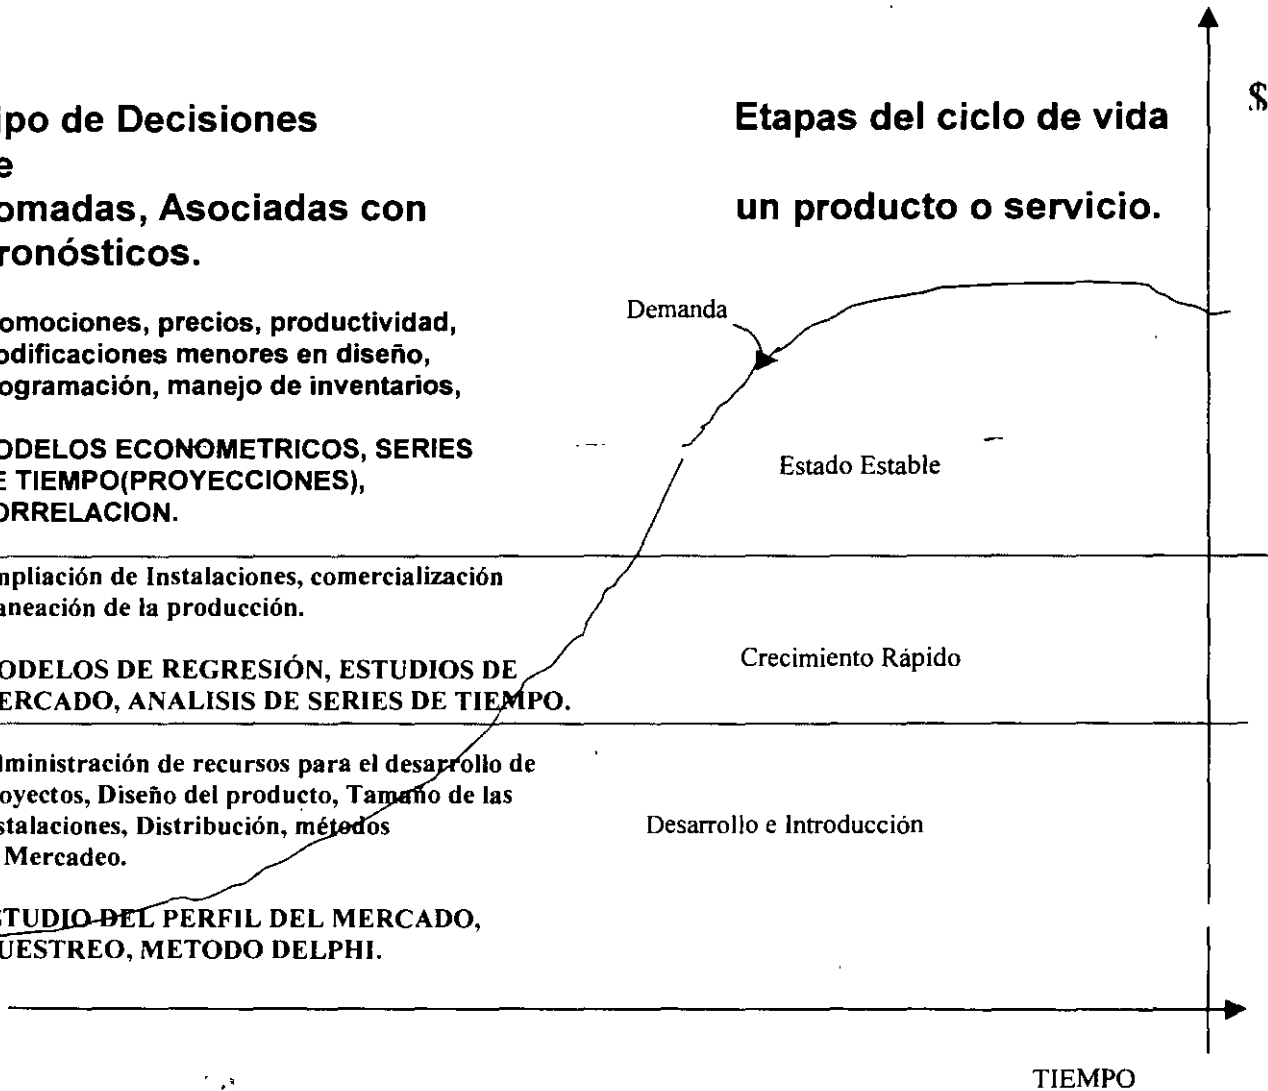 ipo de Decisiones
e
omadas, Asociadas con
ronósticos.
Etapas del ciclo de vida
un producto o servicio.
$
omociones, precios, productividad,
odificaciones menores en diseño,
ogramación, manejo de inventarios,
ODELOS ECONOMETRICOS, SERIES
E TIEMPO(PROYECCIONES),
ORRELACION.
Demanda
Estado Estable
npliación de Instalaciones, comercialización
aneación de la producción.
ODELOS DE REGRESIÓN, ESTUDIOS DE
ERCADO, ANALISIS DE SERIES DE TIEMPO.
Crecimiento Rápido
lministración de recursos para el desarrollo de
oyectos, Diseño del producto, Tamaño de las
stalaciones, Distribución, métodos
Mercadeo.
STUDIO DEL PERFIL DEL MERCADO,
UESTREO, METODO DELPHI.
Desarrollo e Introducción
TIEMPO